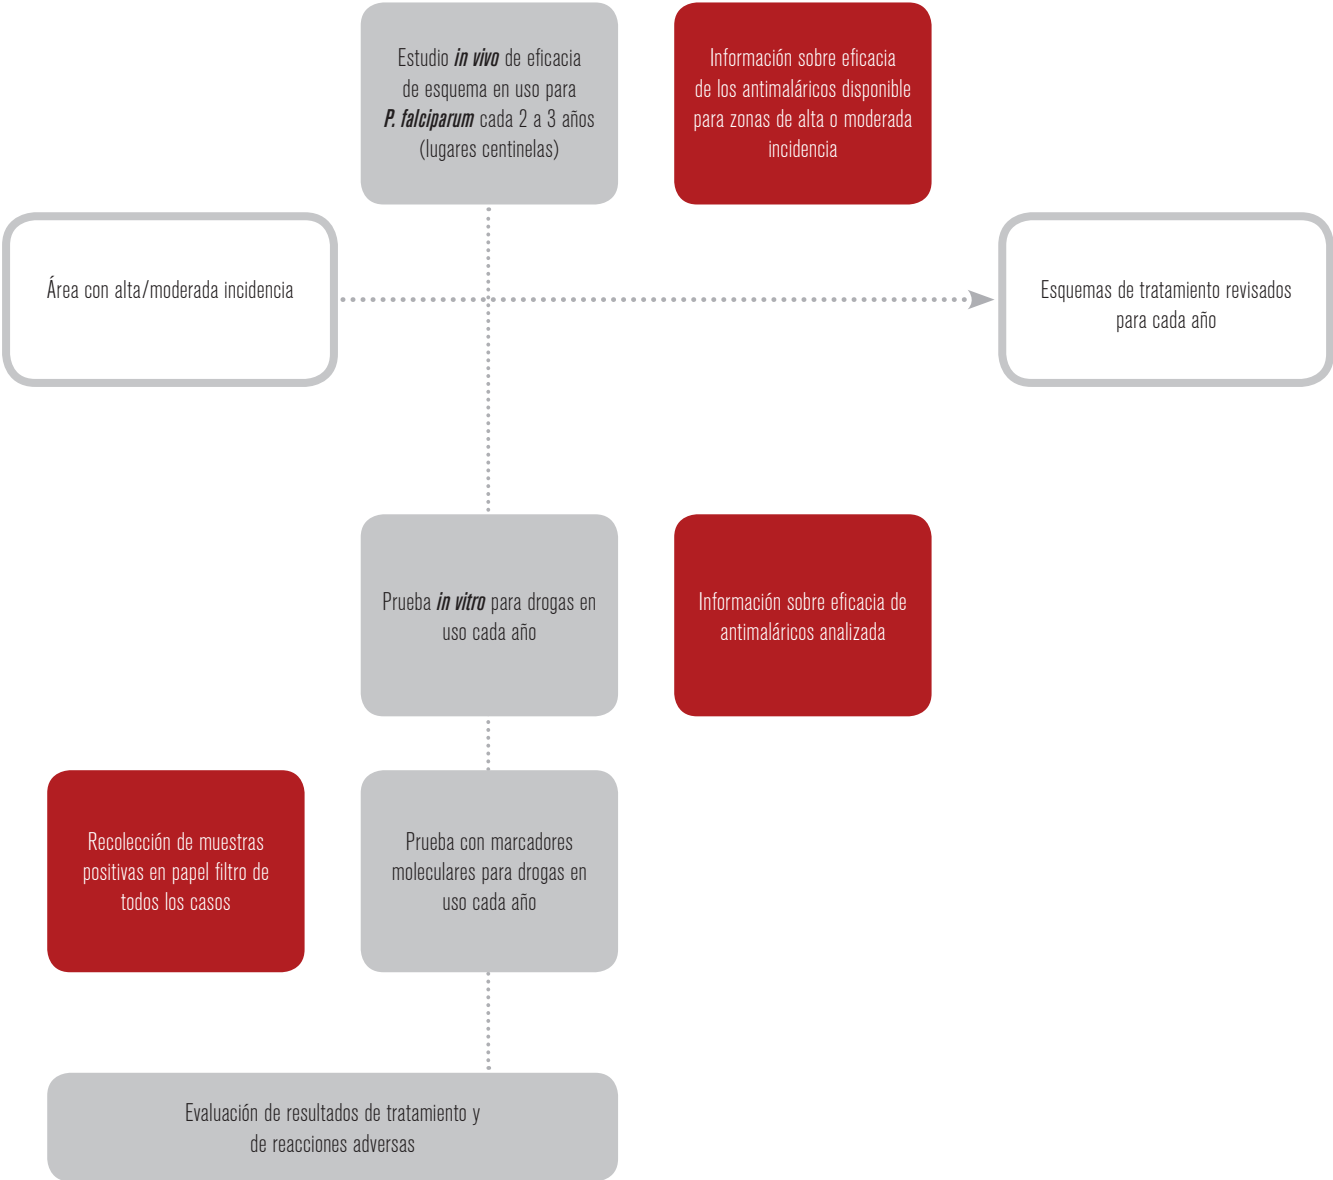 Estudio in vivo de eficacia
de esquema en uso para
P. falciparum cada 2 a 3 años
(lugares centinelas)
Información sobre eficacia
de los antimaláricos disponible
para zonas de alta o moderada
incidencia
Área con alta/moderada incidencia
Esquemas de tratamiento revisados
para cada año
Prueba in vitro para drogas en
uso cada año
Información sobre eficacia de
antimaláricos analizada
Recolección de muestras
positivas en papel filtro de
todos los casos
Prueba con marcadores
moleculares para drogas en
uso cada año
Evaluación de resultados de tratamiento y
de reacciones adversas